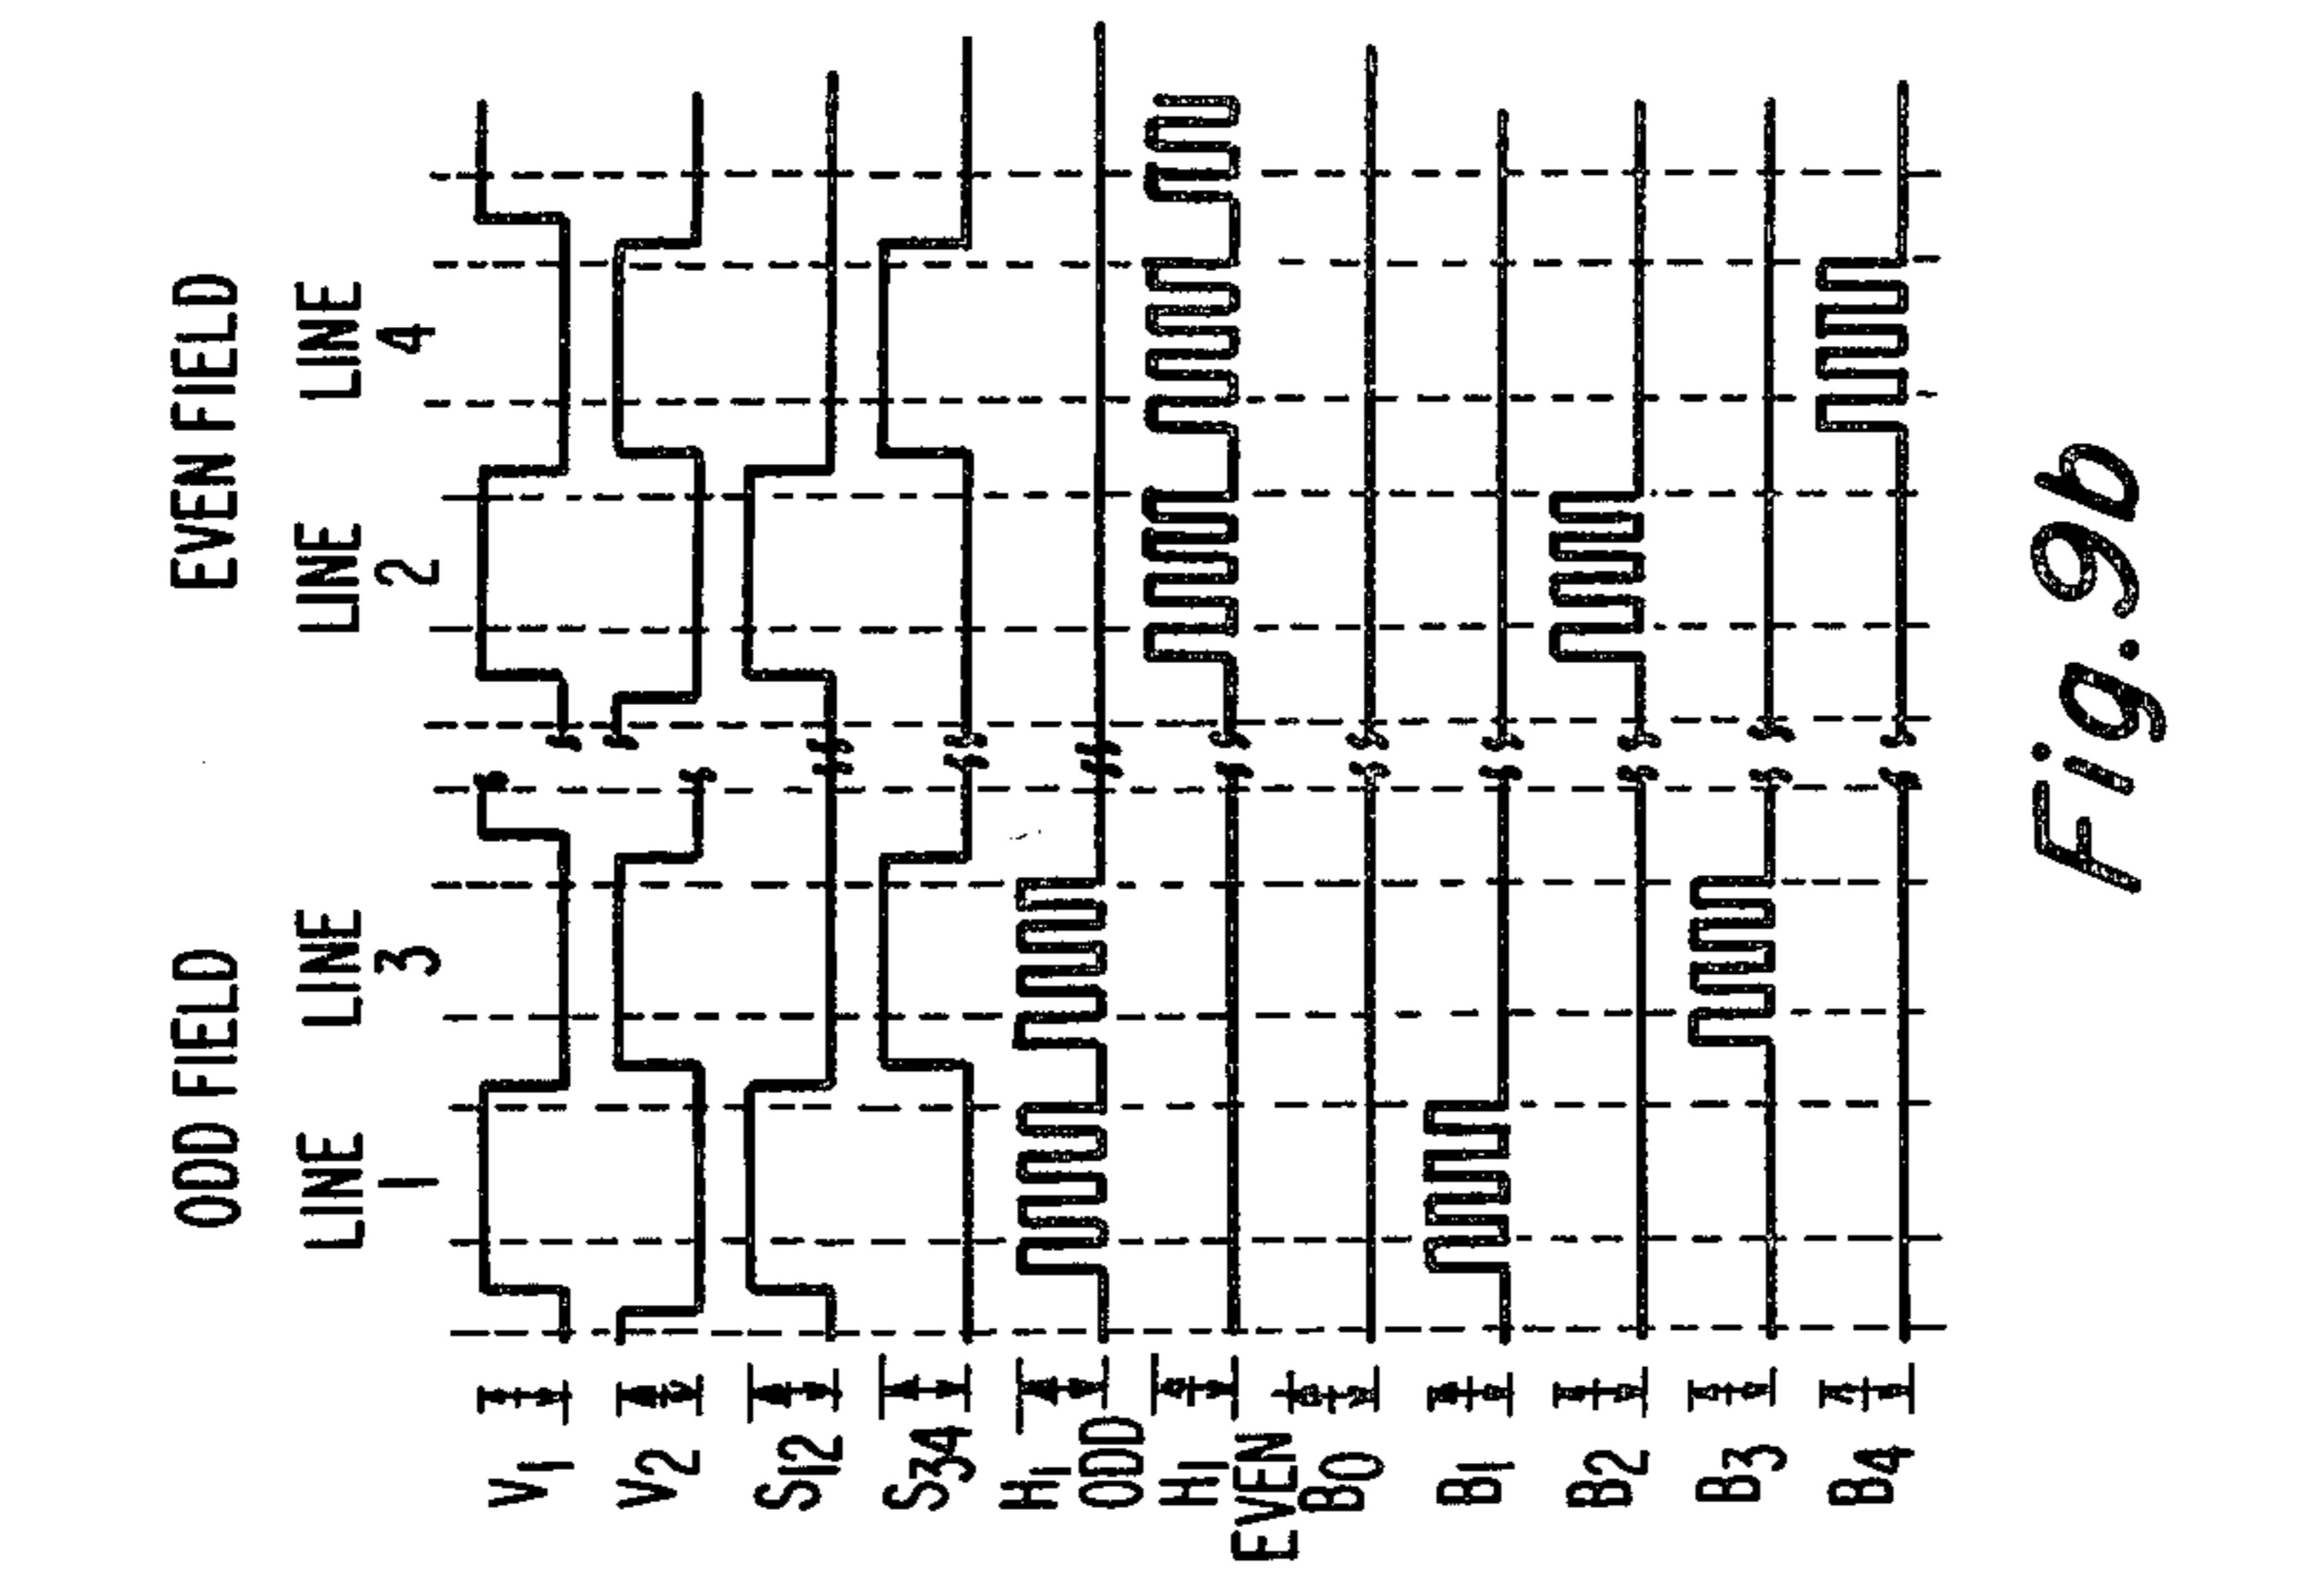 ODD FIELD
EVEN FIELD
LINE 1
LINE 3
LINE 2
LINE 4
V1
V2
S12
S34
H1 ODD
H1 EVEN
B0
B1
B2
B3
B4
Fig. 9b